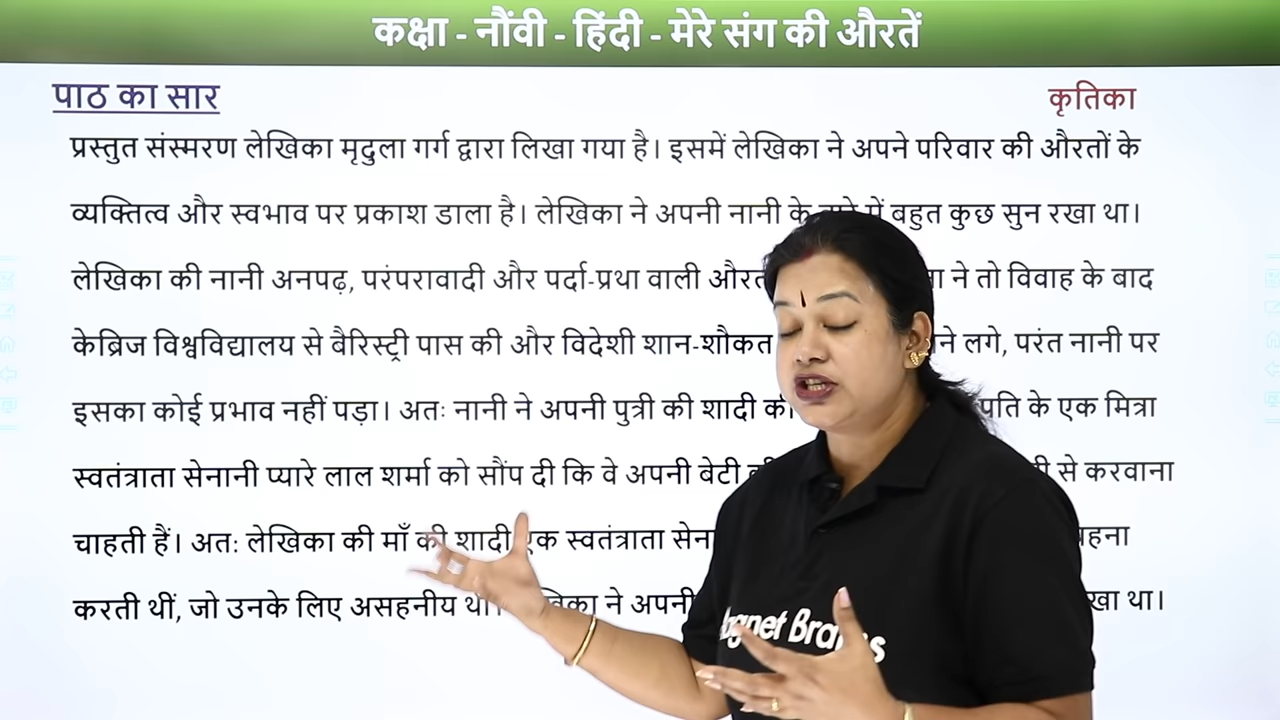 कक्षा - नौंवी - हिंदी - मेरे संग की औरतें
पाठ का सार
कृतिका
प्रस्तुत संस्मरण लेखिका मृदुला गर्ग द्वारा लिखा गया है। इसमें लेखिका ने अपने परिवार की औरतों के
व्यक्तित्व और स्वभाव पर प्रकाश डाला है। लेखिका ने अपनी नानी के में बहुत कुछ सुन रखा था।
लेखिका की नानी अनपढ़, परंपरावादी और पर्दा-प्रथा वाली ने तो विवाह के बाद
केब्रिज विश्वविद्यालय से बैरिस्ट्री पास की और विदेशी शान-शौकत लगे, परंत नानी पर
इसका कोई प्रभाव नहीं पड़ा। अतः नानी ने अपनी पुत्री की शादी की पति के एक मित्रा
स्वतंत्राता सेनानी प्यारे लाल शर्मा को सौंप दी कि वे अपनी बेटी से करवाना
चाहती हैं। अतः लेखिका की माँ की शादी एक स्वतंत्राता
करती थीं, जो उनके लिए असहनीय था। ने अपनी था।
Magnet Brains